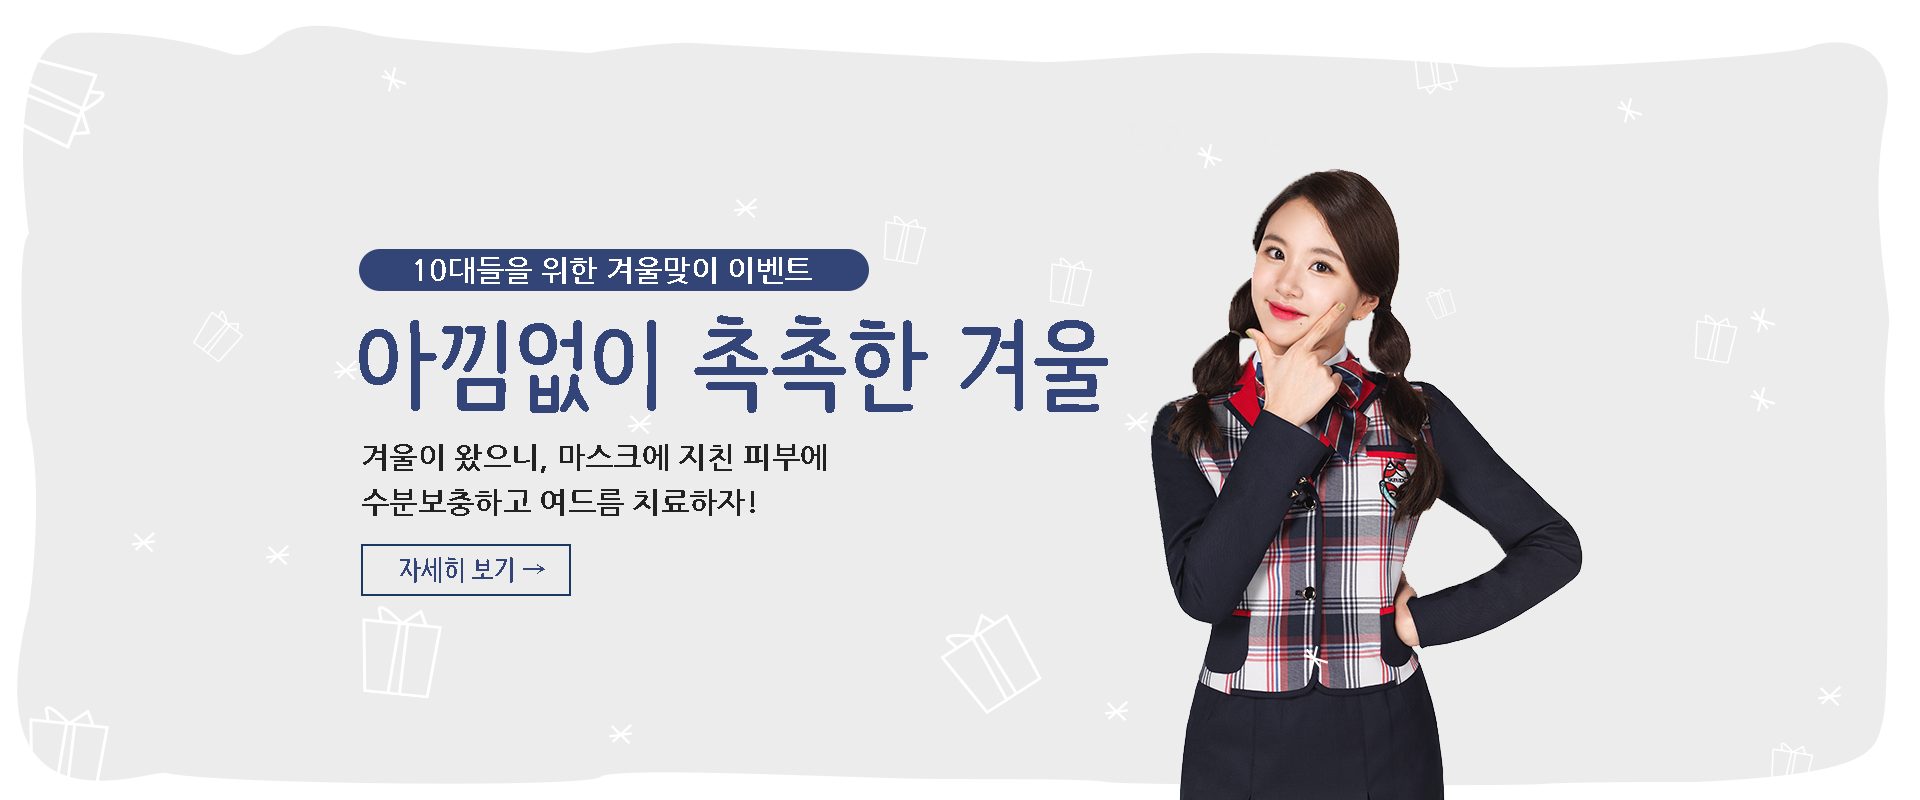 10대들을 위한 겨울맞이 이벤트
아낌없이 촉촉한 겨울
겨울이 왔으니, 마스크에 지친 피부에
수분보충하고 여드름 치료하자!
자세히 보기 →